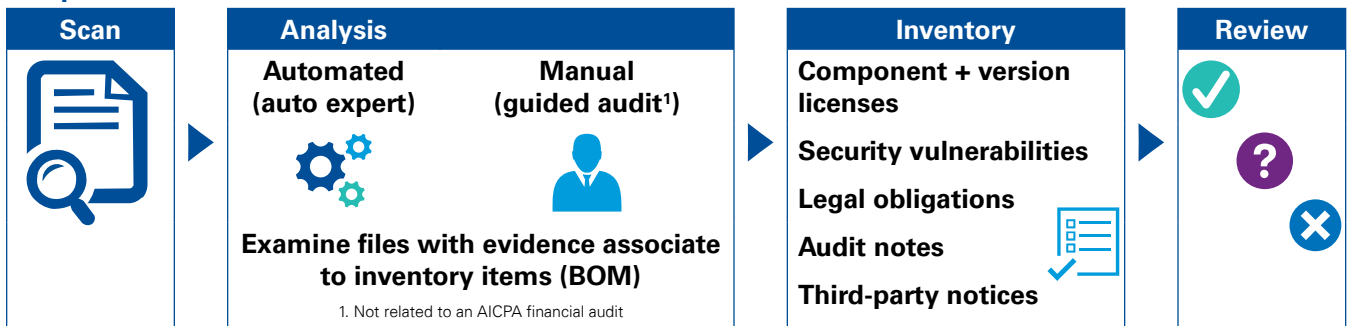 Scan
Analysis
Automated
(auto expert)
Manual
(guided audit¹)
Examine files with evidence associate
to inventory items (BOM)
1. Not related to an AICPA financial audit
Inventory
Component + version
licenses
Security vulnerabilities
Legal obligations
Audit notes
Third-party notices
Review
?